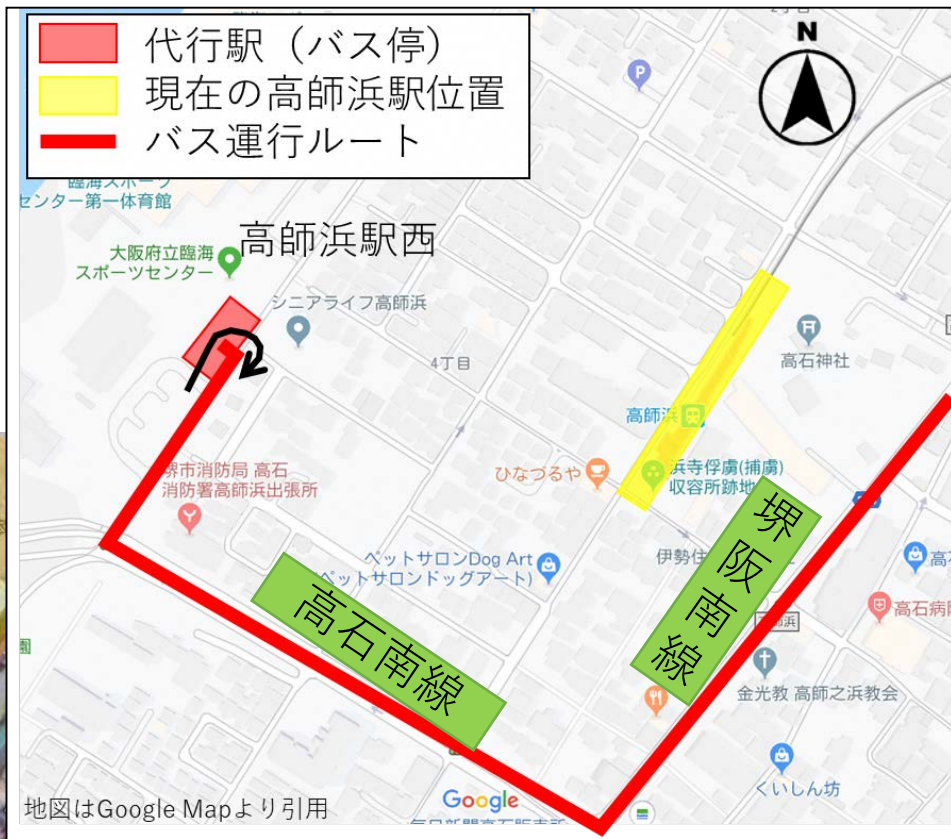 代行駅（バス停）
現在の高師浜駅位置
バス運行ルート
N
P
臨海スポーツ
センター第一体育館
大阪府立臨海
スポーツセンター
高師浜駅西
シニアライフ高師浜
4丁目
高石神社
高師浜
ひなづるや
浜寺俘虜(捕虜)
収容所跡地
堺市消防局 高石
消防署高師浜出張所
ペットサロンDog Art
(ペットサロンドッグアート)
高石南線
堺阪南線
高石病院
金光教 高師之浜教会
くいしん坊
地図はGoogle Mapより引用
Google